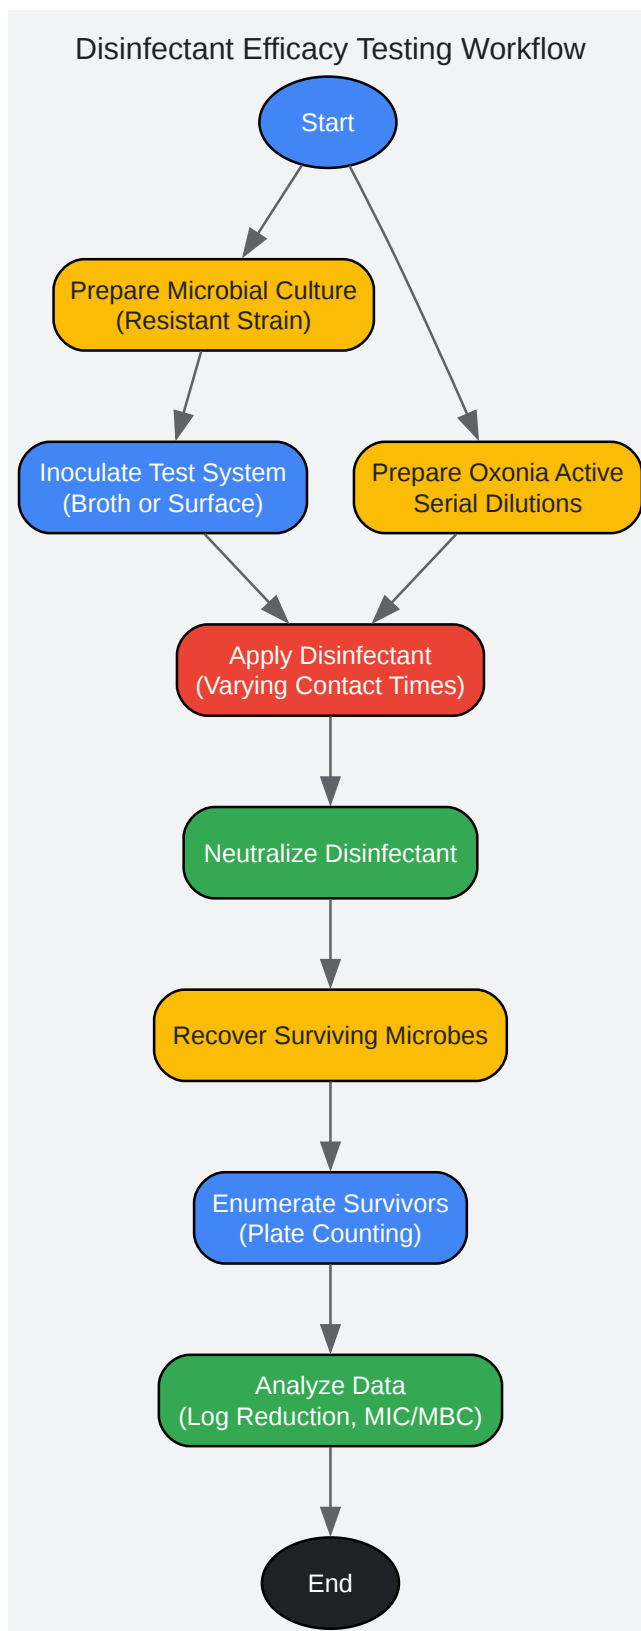 Disinfectant Efficacy Testing Workflow
Start
Prepare Microbial Culture
(Resistant Strain)
Inoculate Test System
(Broth or Surface)
Prepare Oxonia Active
Serial Dilutions
Apply Disinfectant
(Varying Contact Times)
Neutralize Disinfectant
Recover Surviving Microbes
Enumerate Survivors
(Plate Counting)
Analyze Data
(Log Reduction, MIC/MBC)
End